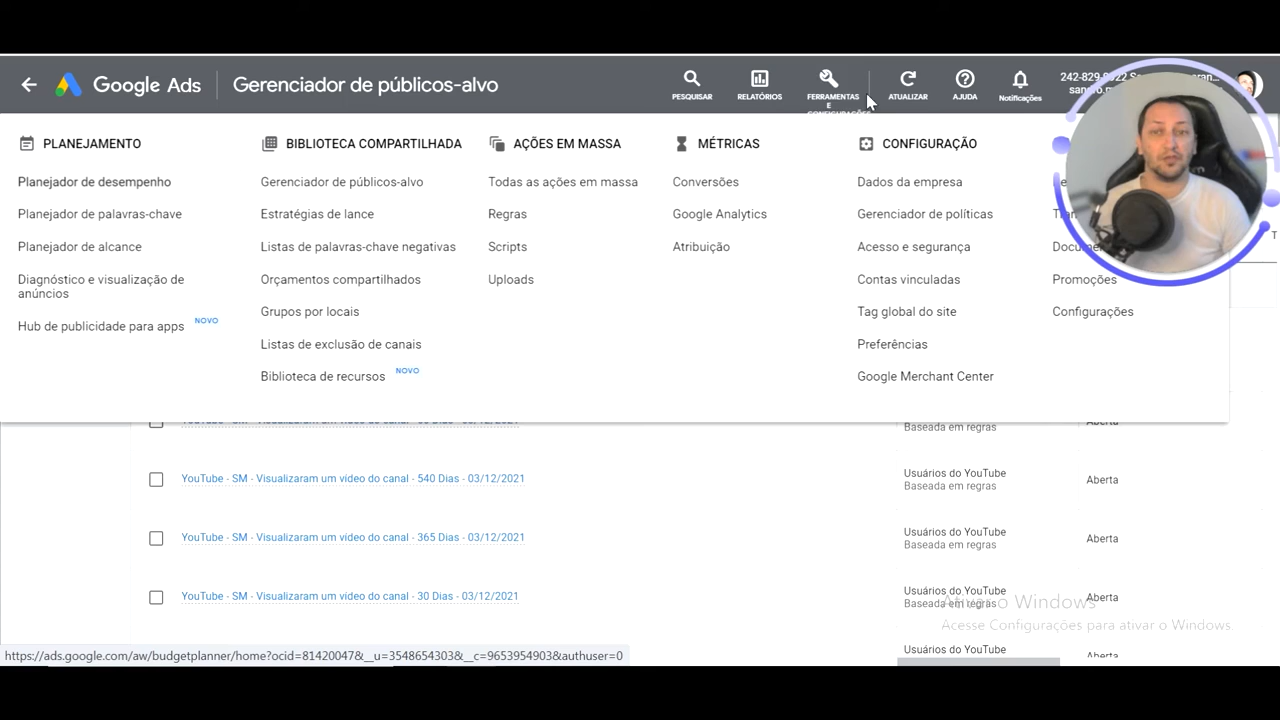 Google Ads
Gerenciador de públicos-alvo
PESQUISAR
RELATÓRIOS
FERRAMENTAS
E
CONFIGURAÇÕES
ATUALIZAR
AJUDA
Notificações
PLANEJAMENTO
Planejador de desempenho
Planejador de palavras-chave
Planejador de alcance
Diagnóstico e visualização de
anúncios
Hub de publicidade para apps NOVO
BIBLIOTECA COMPARTILHADA
Gerenciador de públicos-alvo
Estratégias de lance
Listas de palavras-chave negativas
Orçamentos compartilhados
Grupos por locais
Listas de exclusão de canais
Biblioteca de recursos NOVO
AÇÕES EM MASSA
Todas as ações em massa
Regras
Scripts
Uploads
MÉTRICAS
Conversões
Google Analytics
Atribuição
CONFIGURAÇÃO
Dados da empresa
Gerenciador de políticas
Acesso e segurança
Contas vinculadas
Tag global do site
Preferências
Google Merchant Center
Promoções
Configurações
Baseada em regras Aberta
YouTube - SM - Visualizaram um vídeo do canal - 540 Dias - 03/12/2021
Usuários do YouTube
Baseada em regras
Aberta
YouTube - SM - Visualizaram um vídeo do canal - 365 Dias - 03/12/2021
Usuários do YouTube
Baseada em regras
Aberta
YouTube - SM - Visualizaram um vídeo do canal - 30 Dias - 03/12/2021
Usuários do YouTube
Baseada em regras
Aberta
Ativar o Windows
Acesse Configurações para ativar o Windows.
Usuários do YouTube
Aberta
https://ads.google.com/aw/budgetplanner/home?ocid=81420047&__u=3548654303&__c=9653954903&authuser=0